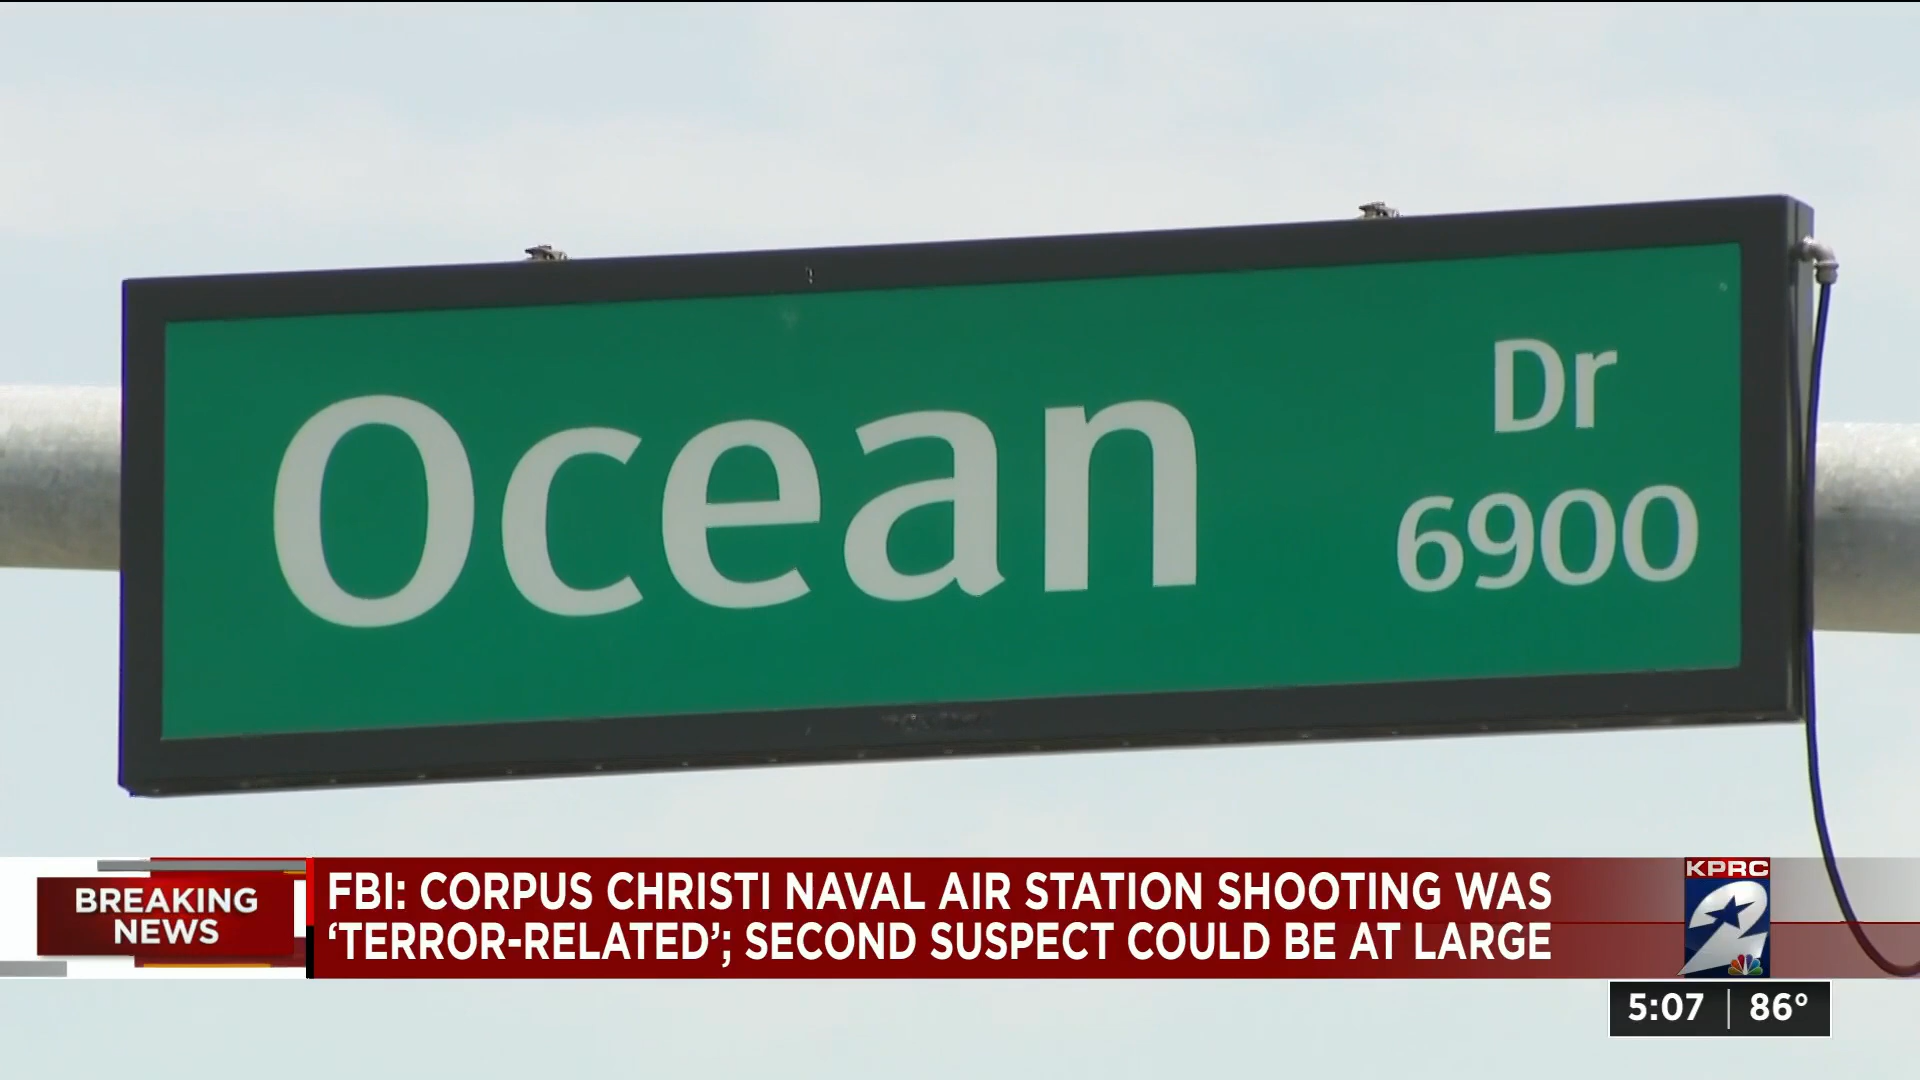 Ocean
Dr
6900
BREAKING
NEWS
FBI: CORPUS CHRISTI NAVAL AIR STATION SHOOTING WAS
‘TERROR-RELATED’; SECOND SUSPECT COULD BE AT LARGE
KPRC
2
5:07 86°